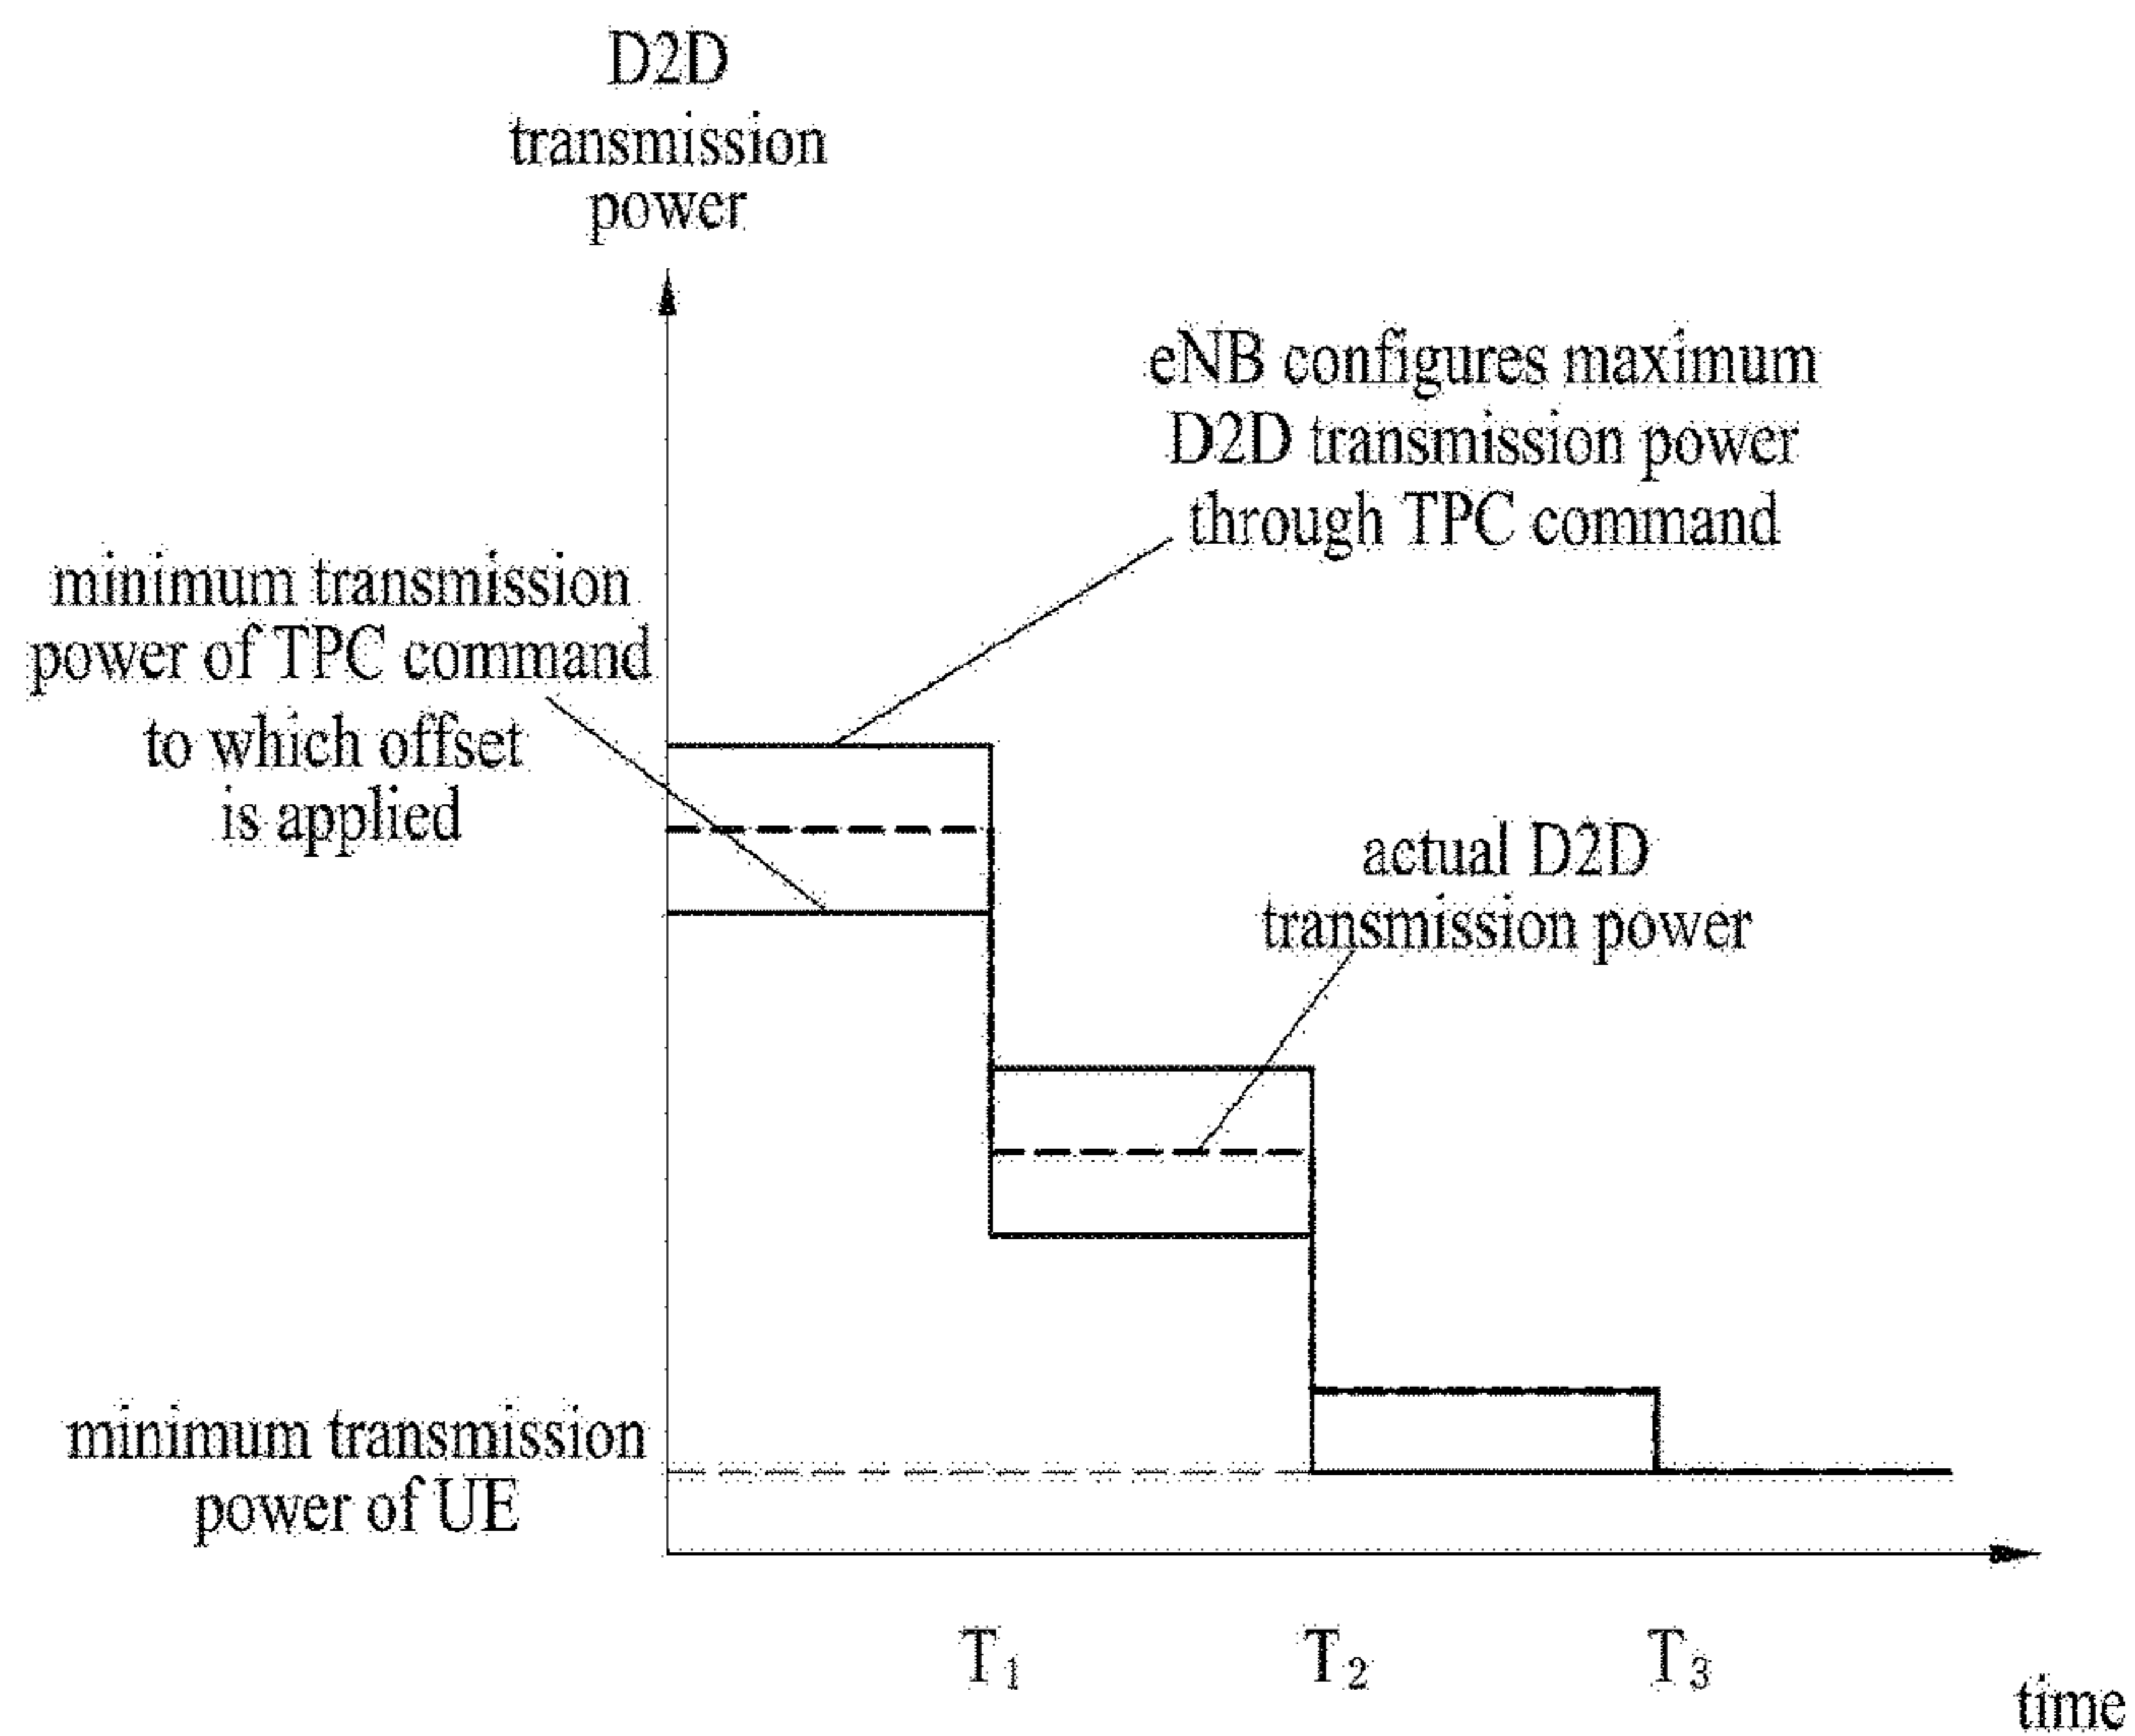 D2D
transmission
power
eNB configures maximum
D2D transmission power
through TPC command
minimum transmission
power of TPC command
to which offset
is applied
actual D2D
transmission power
minimum transmission
power of UE
T1
T2
T3
time